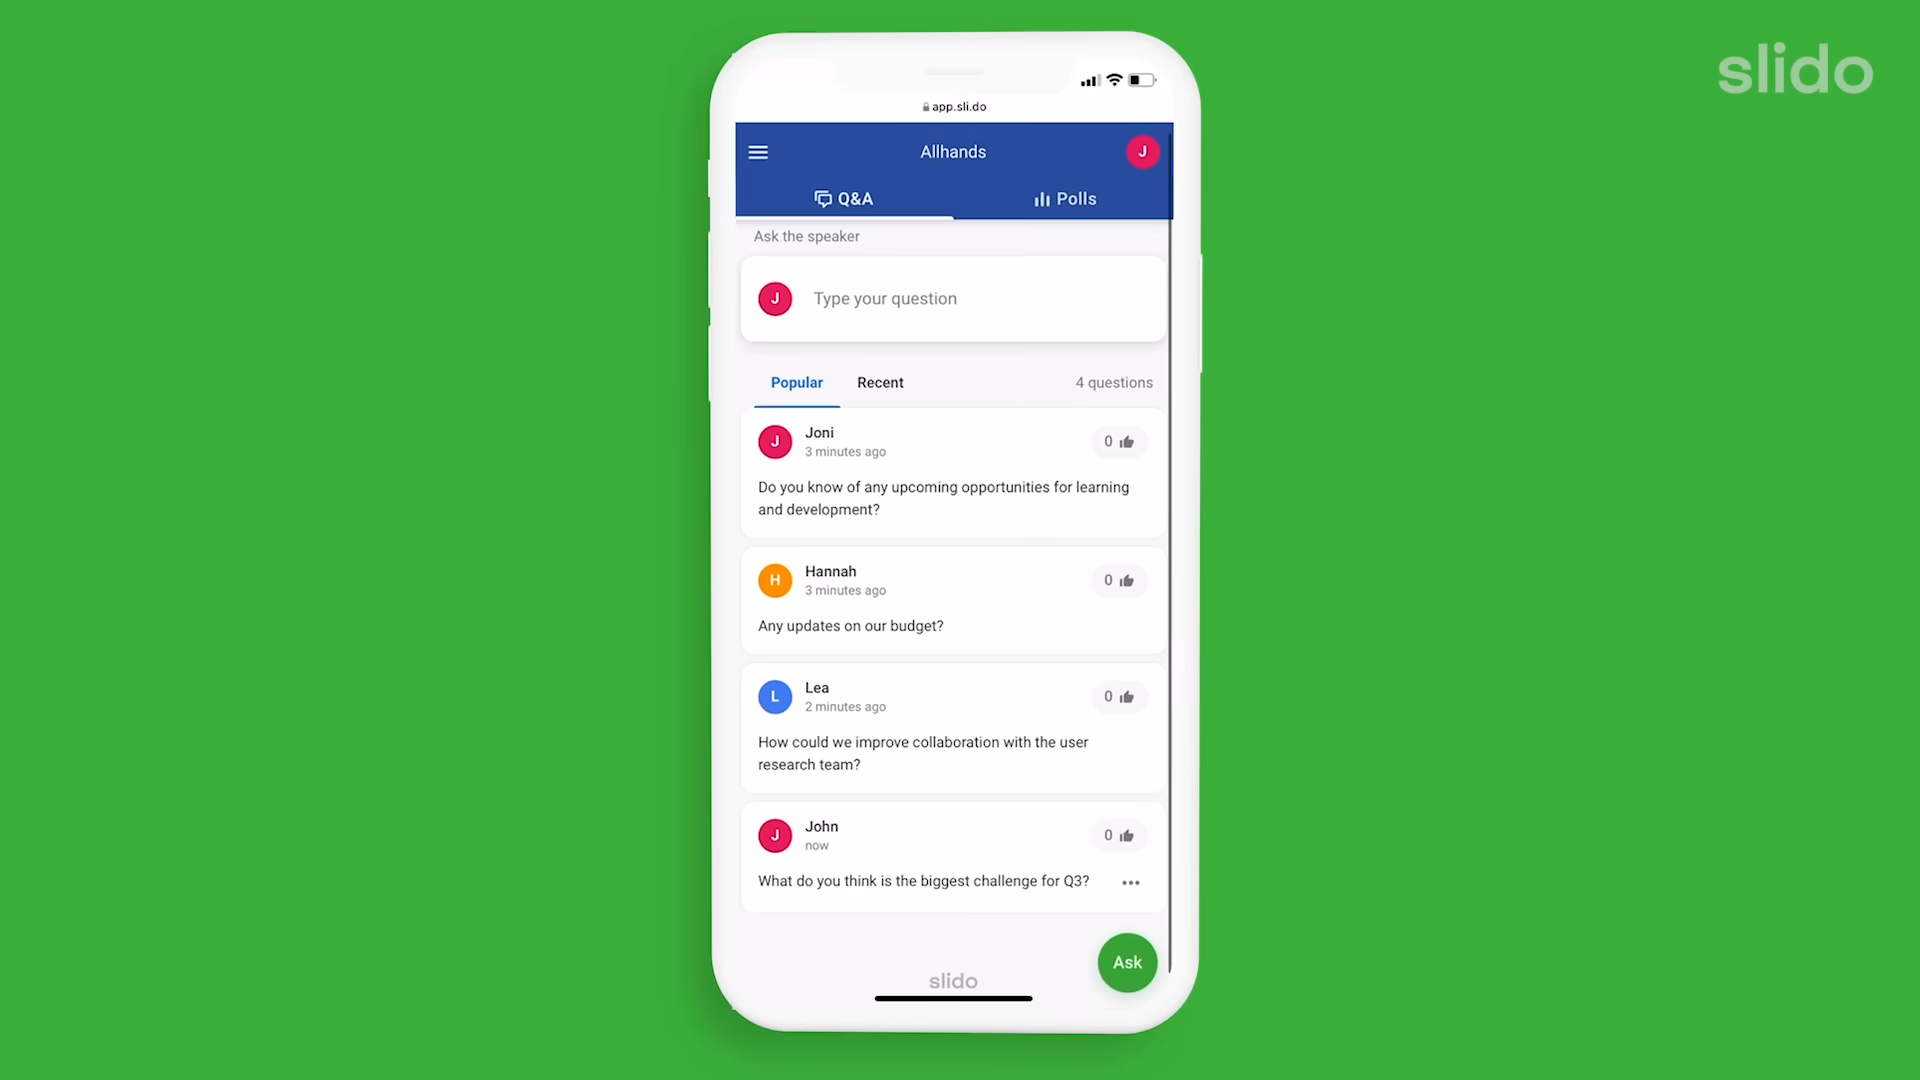 slido
app.sli.do
Allhands
J
Q&A
Polls
Ask the speaker
J
Type your question
Popular
Recent
4 questions
J
Joni
3 minutes ago
0
Do you know of any upcoming opportunities for learning
and development?
H
Hannah
3 minutes ago
0
Any updates on our budget?
L
Lea
2 minutes ago
0
How could we improve collaboration with the user
research team?
J
John
now
0
What do you think is the biggest challenge for Q3?
Ask
slido